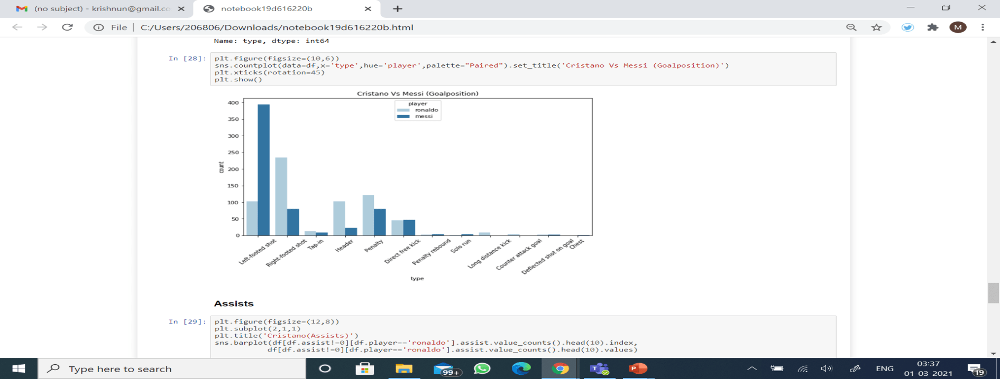 (no subject) - krishnun@gmail.co
notebook19d616220b
File | C:/Users/206806/Downloads/notebook19d616220b.html
M
Name: type, dtype: int64
In [28]:
plt.figure(figsize=(10,6))
sns.countplot(data=df,x='type',hue='player',palette="Paired").set_title('Cristano Vs Messi (Goalposition)')
plt.xticks(rotation=45)
plt.show()
Cristano Vs Messi (Goalposition)
player
ronaldo
messi
400
350
300
250
200
150
100
50
0
count
Left-footed shot
Right-footed shot
Tap-in
Header
Penalty
Direct free kick
Penalty rebound
Solo run
Long distance kick
Counter attack goal
Deflected shot on goal
Chest
type
Assists
In [29]:
plt.figure(figsize=(12,8))
plt.subplot(2,1,1)
plt.title('Cristano(Assists)')
sns.barplot(df[df.assist!=0][df.player=='ronaldo'].assist.value_counts().head(10).index,
df[df.assist!=0][df.player=='ronaldo'].assist.value_counts().head(10).values)
Type here to search
99+
T
P
ENG
03:37
01-03-2021
19